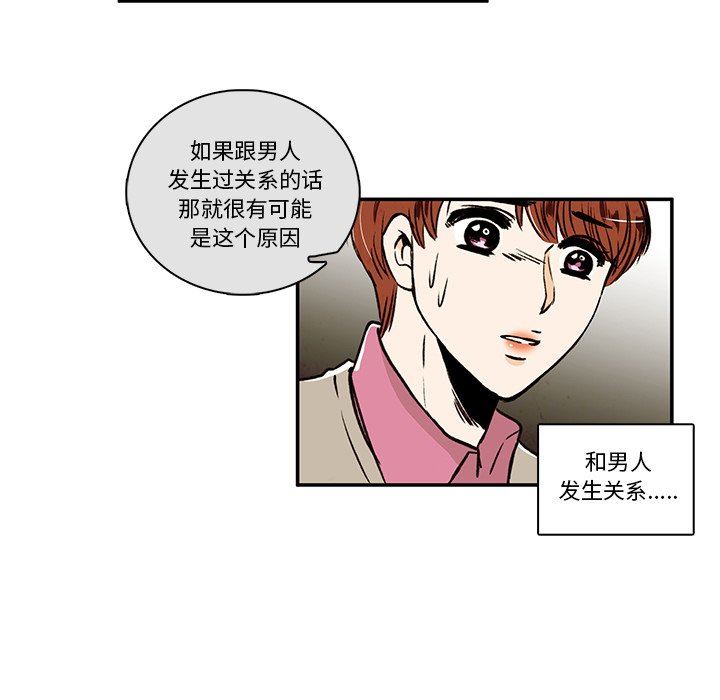 如果跟男人
发生过关系的话
那就很有可能
是这个原因
和男人
发生关系.....